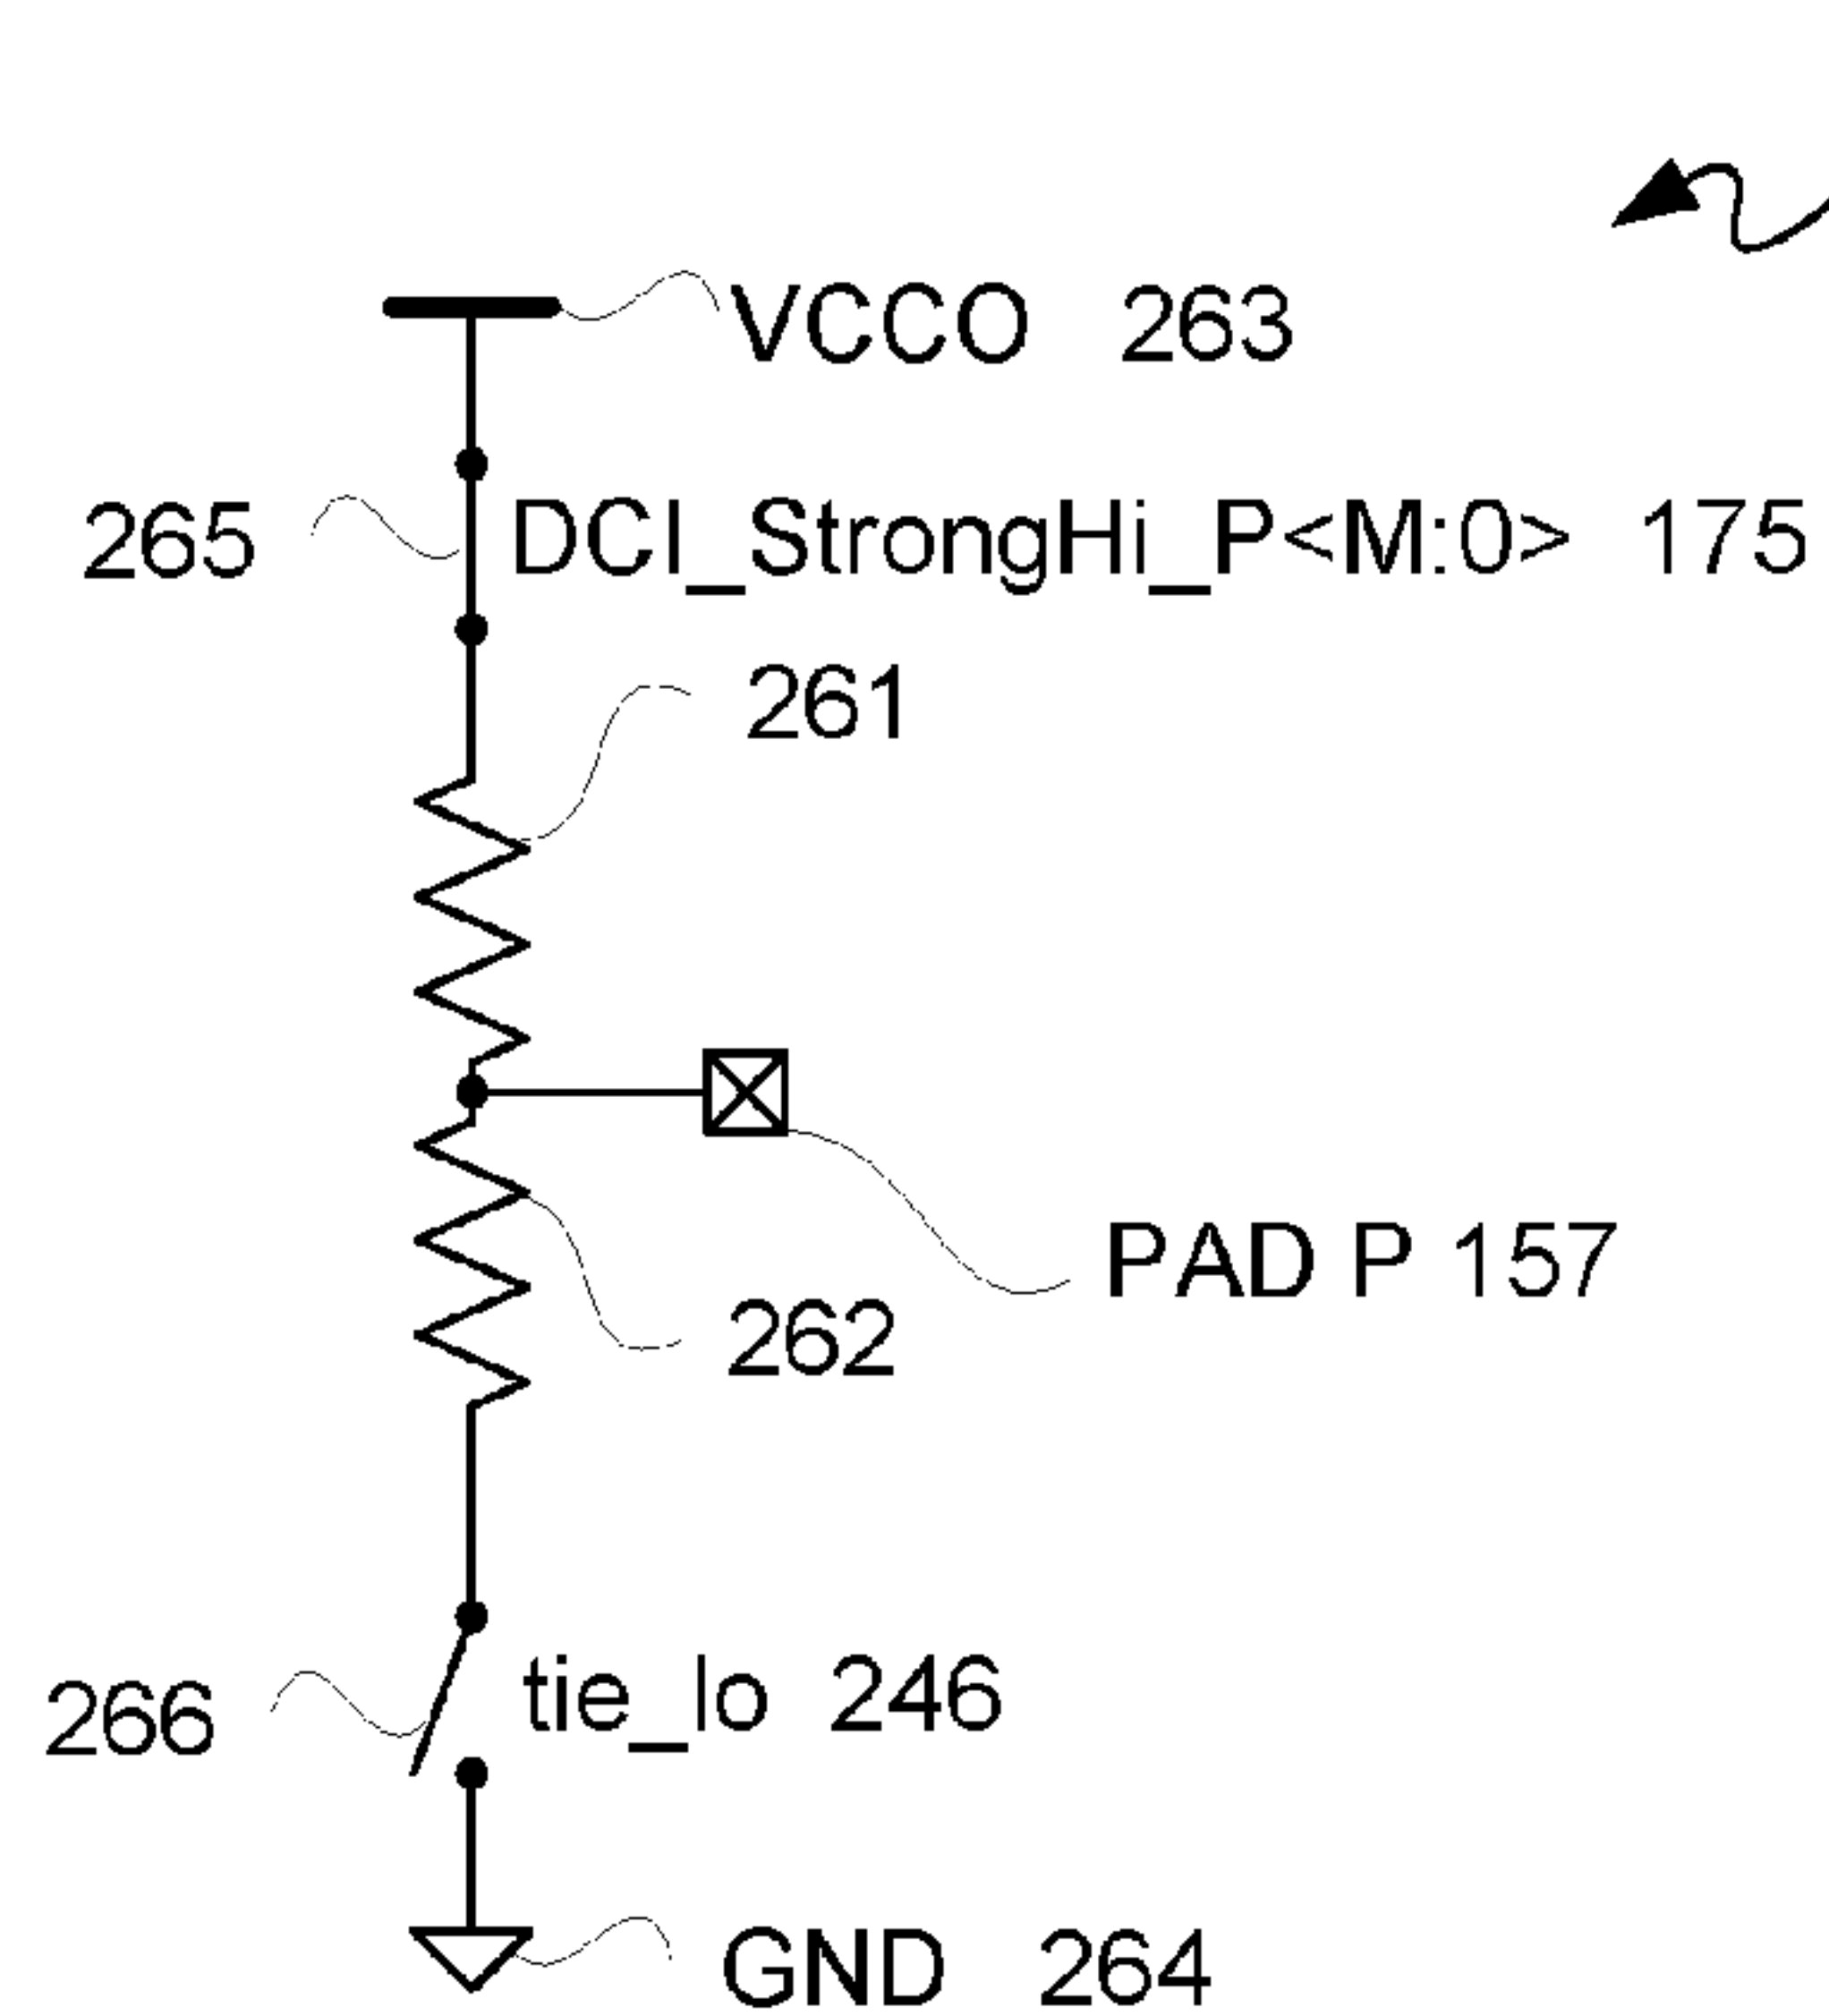 VCCO 263
265 DCI_StrongHi_P<M:0> 175
261
PAD P 157
262
266 tie_lo 246
GND 264